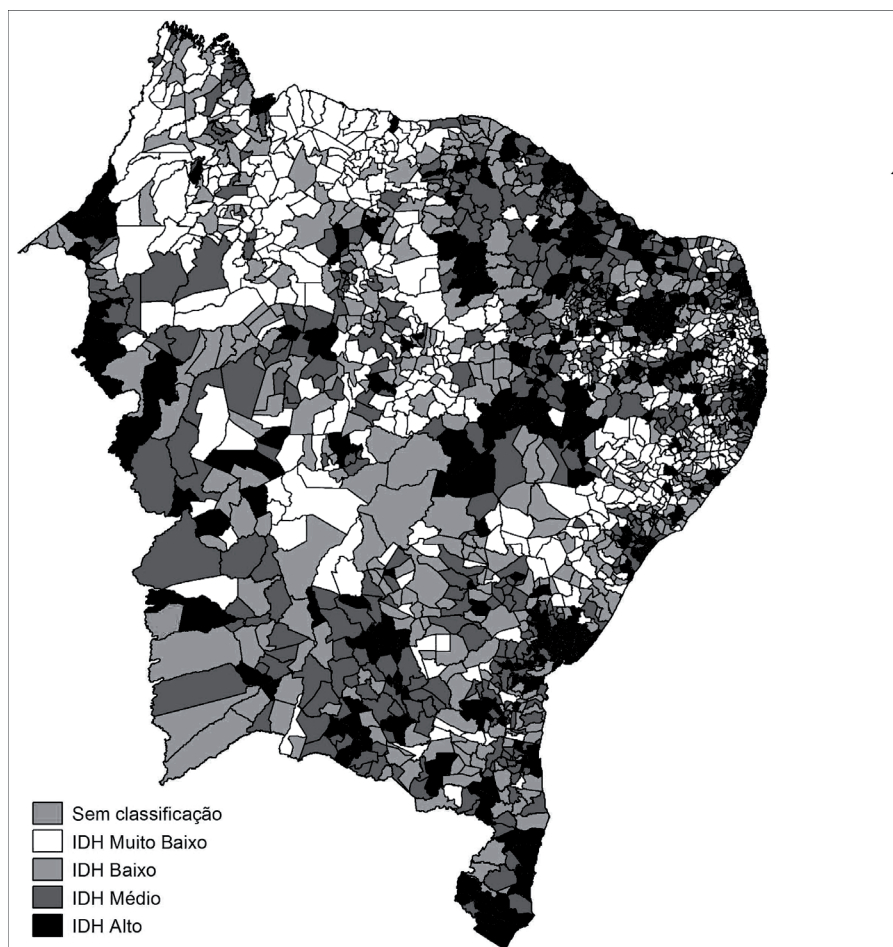 Sem classificação
IDH Muito Baixo
IDH Baixo
IDH Médio
IDH Alto